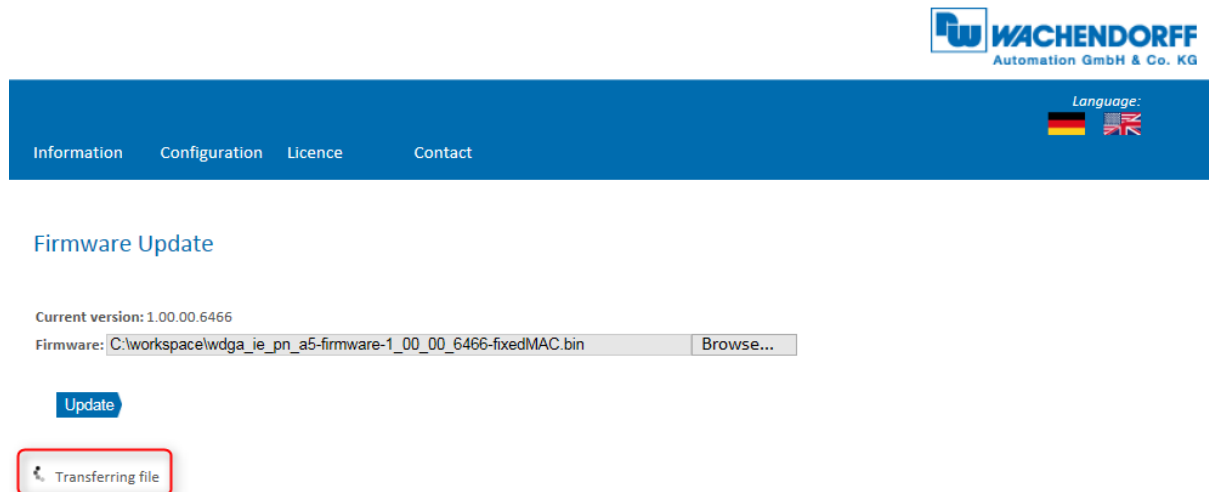 WACHENDORFF
Automation GmbH & Co. KG
Language:
Information Configuration Licence Contact
Firmware Update
Current version: 1.00.00.6466
Firmware: C:\workspace\wdga_ie_pn_a5-firmware-1_00_00_6466-fixedMAC.bin Browse...
Update
Transferring file